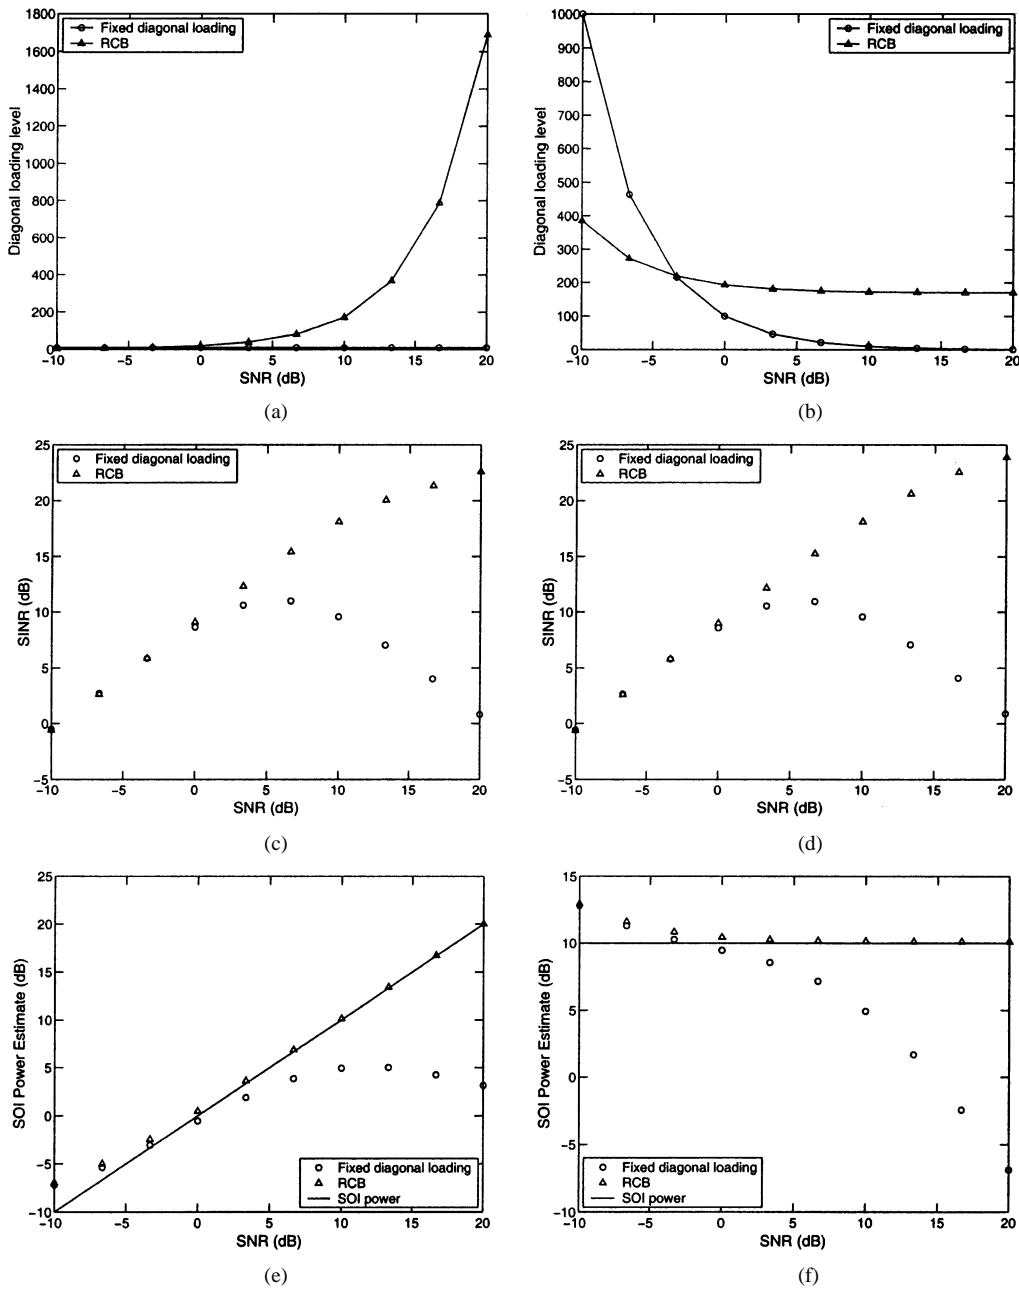 Fixed diagonal loading
RCB
Diagonal loading level
1800
1600
1400
1200
1000
800
600
400
200
0
−10
−5
0
5
10
15
20
SNR (dB)
(a)
Fixed diagonal loading
RCB
Diagonal loading level
1000
900
800
700
600
500
400
300
200
100
0
−10
−5
0
5
10
15
20
SNR (dB)
(b)
Fixed diagonal loading
RCB
SINR (dB)
25
20
15
10
5
0
−5
−10
−5
0
5
10
15
20
SNR (dB)
(c)
Fixed diagonal loading
RCB
SINR (dB)
25
20
15
10
5
0
−5
−10
−5
0
5
10
15
20
SNR (dB)
(d)
SOI Power Estimate (dB)
25
20
15
10
5
0
−5
−10
Fixed diagonal loading
RCB
SOI power
−10
−5
0
5
10
15
20
SNR (dB)
(e)
SOI Power Estimate (dB)
15
10
5
0
−5
−10
Fixed diagonal loading
RCB
SOI power
−10
−5
0
5
10
15
20
SNR (dB)
(f)